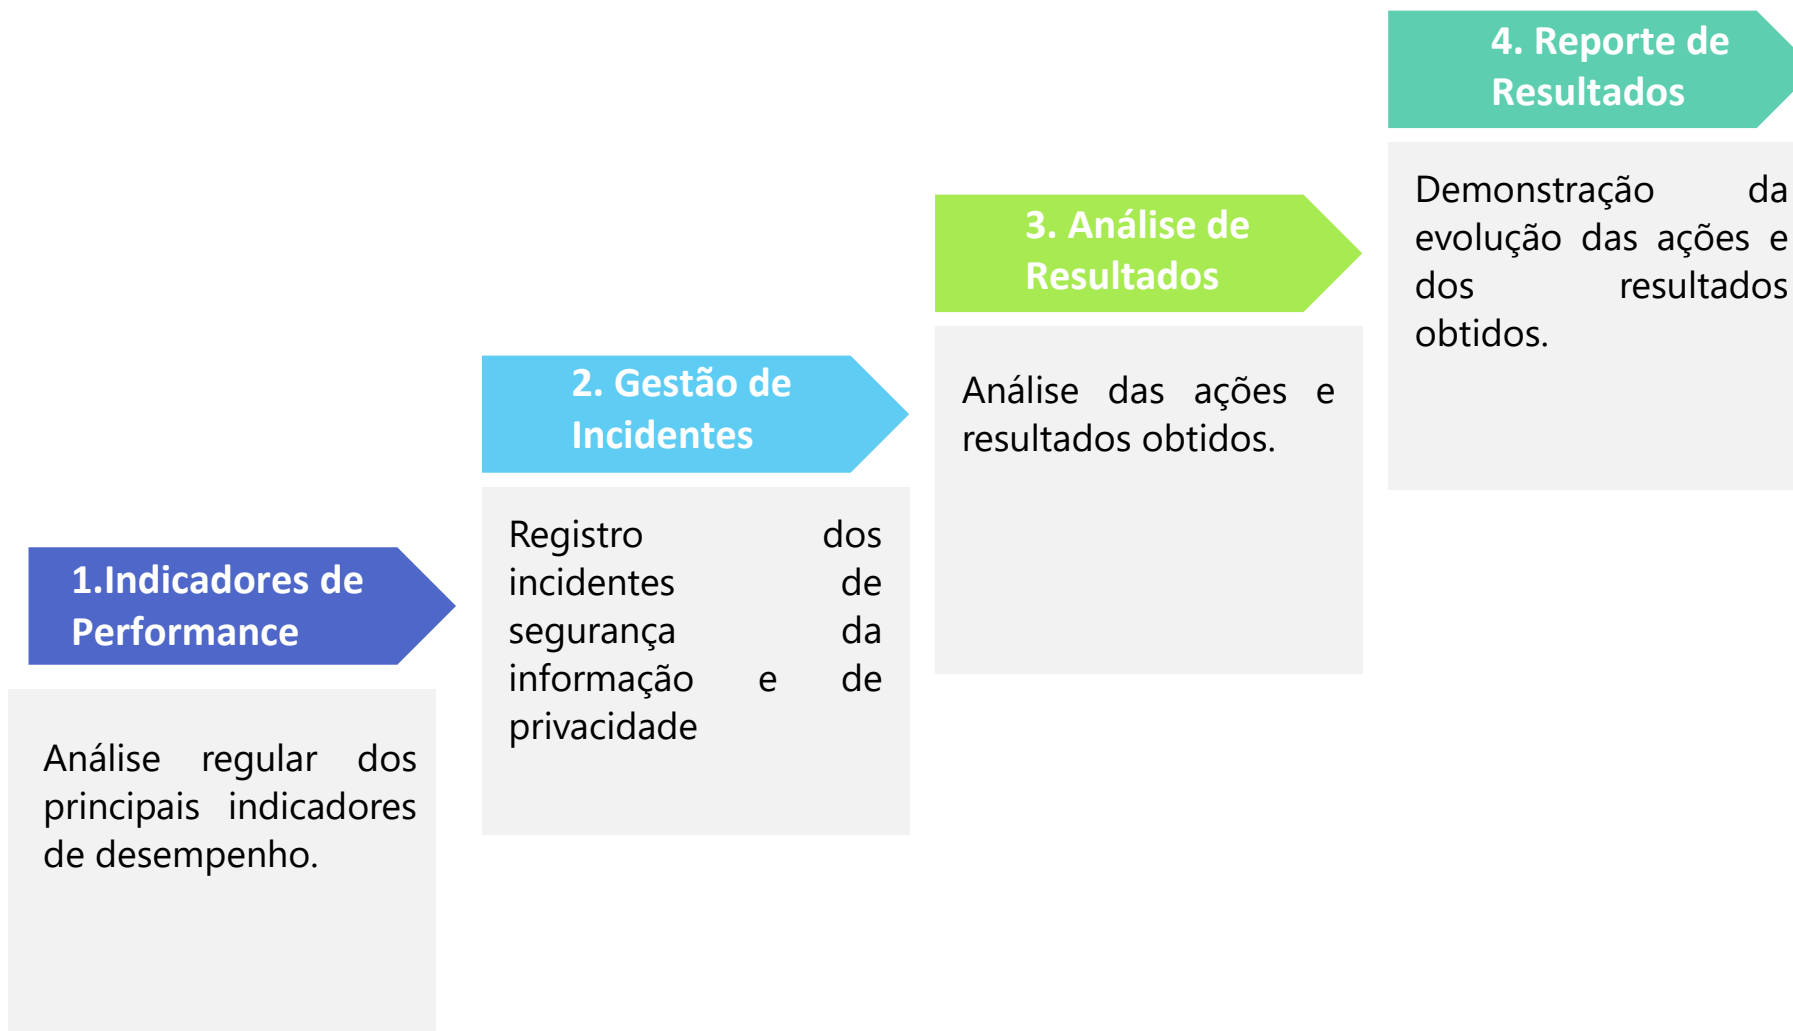 1.Indicadores de
Performance
Análise regular dos
principais indicadores
de desempenho.
2. Gestão de
Incidentes
Registro dos
incidentes de
segurança da
informação e de
privacidade
3. Análise de
Resultados
Análise das ações e
resultados obtidos.
4. Reporte de
Resultados
Demonstração da
evolução das ações e
dos resultados
obtidos.